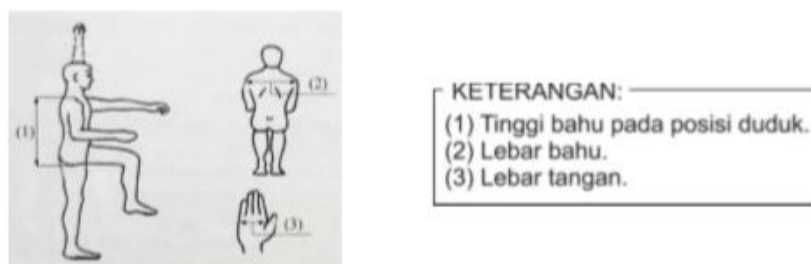 (1)
(2)
(3)
KETERANGAN:
(1) Tinggi bahu pada posisi duduk.
(2) Lebar bahu.
(3) Lebar tangan.